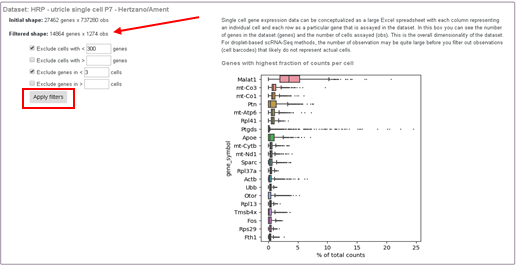 Dataset: HRP - utricle single cell P7 - Hertzano/Ament
Initial shape: 27462 genes x 737280 obs
Filtered shape: 14864 genes x 1274 obs
Exclude cells with < 300 genes
Exclude cells with > genes
Exclude genes in < 3 cells
Exclude genes in > cells
Apply filters
Single cell gene expression data can be conceptualized as a large Excel spreadsheet with each column representing
an individual cell and each row as a particular gene that is assayed in the dataset. In this box you can see the number
of genes in the dataset (genes) and the number of cells assayed (obs). This is the overall dimensionality of the dataset.
For droplet-based scRNA-Seq methods, the number of observation may be quite large before you filter out observations
(cell barcodes) that likely do not represent actual cells.
Genes with highest fraction of counts per cell
gene_symbol
Malat1
mt-Co3
mt-Co1
Ptn
mt-Atp6
Rpl41
Ptgds
Apoe
mt-Cytb
mt-Nd1
Sparc
Rpl37a
Actb
Ubb
Otor
Rpl13
Tmsb4x
Fos
Rps29
Fth1
0 5 10 15 20 25
% of total counts